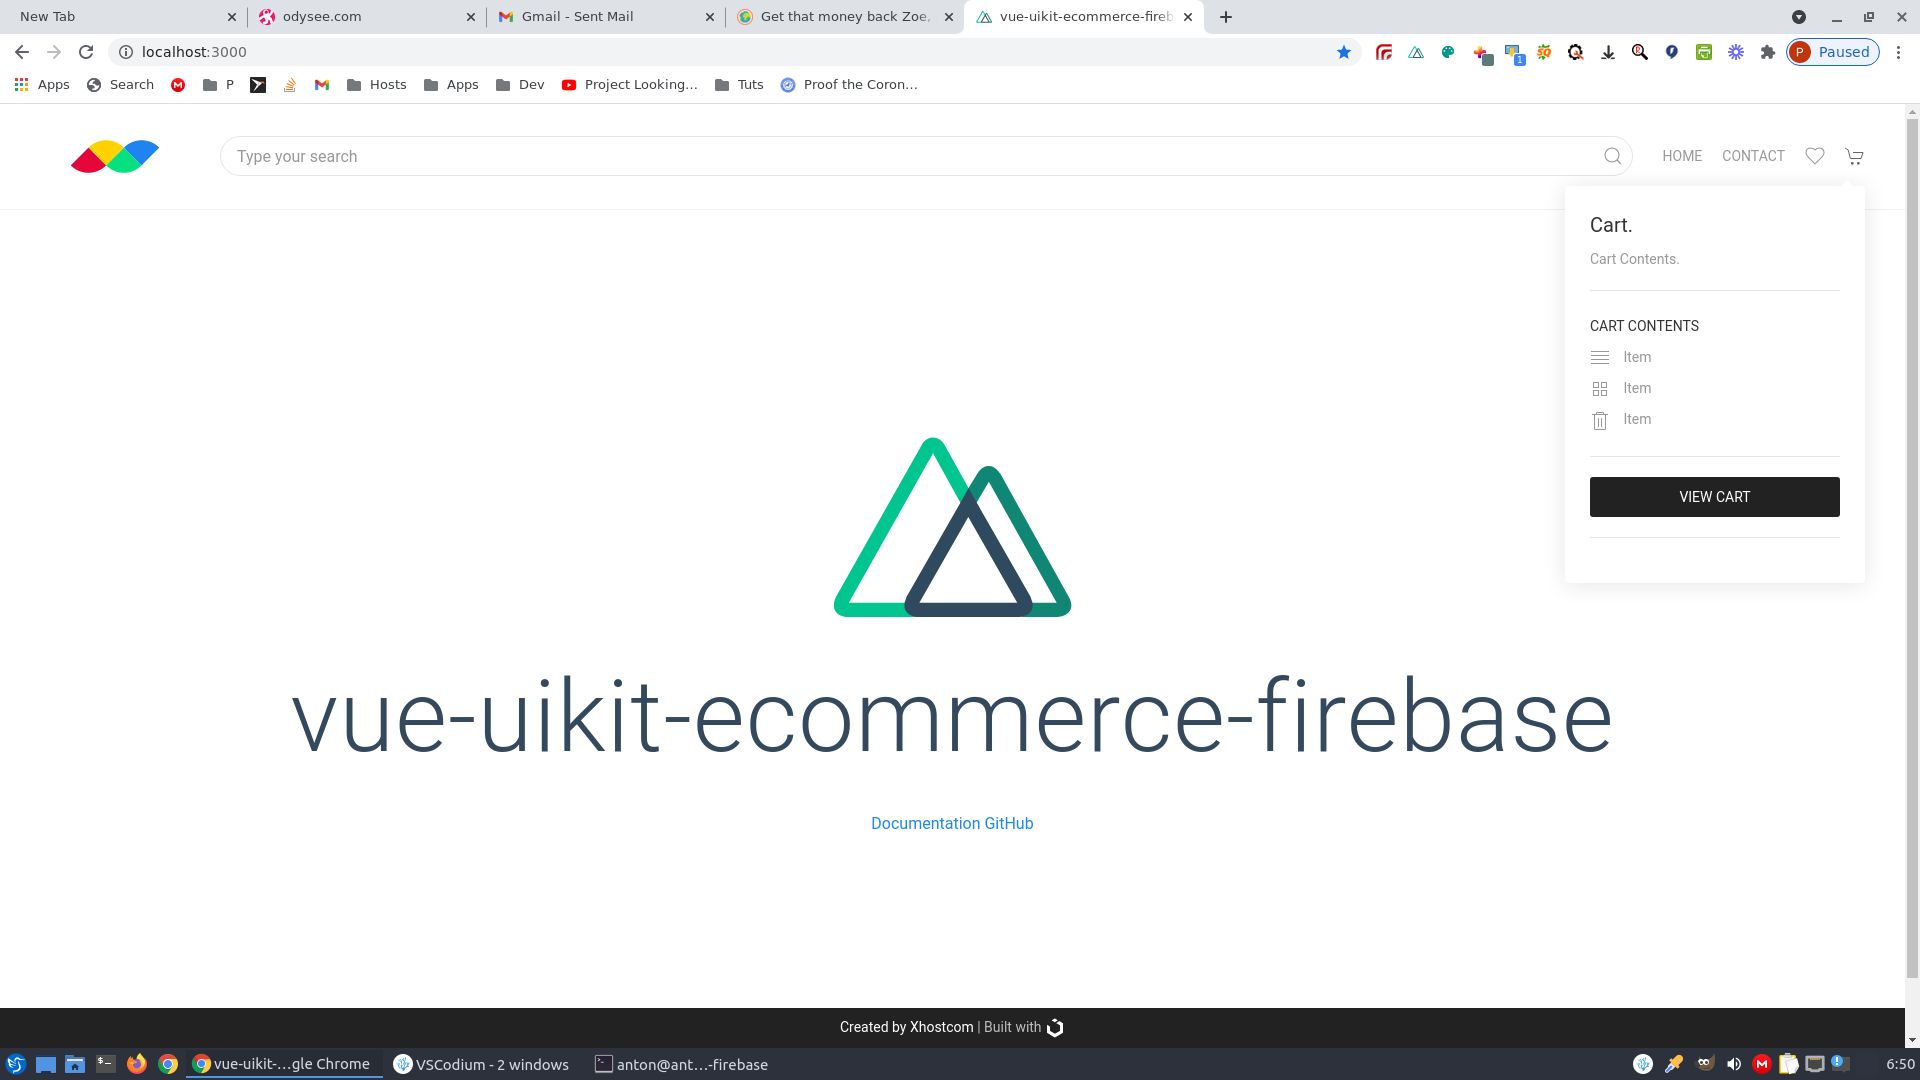 New Tab
odysee.com
Gmail - Sent Mail
Get that money back Zoe,
vue-uikit-ecommerce-fireb
localhost:3000
1
P
Paused
Apps
Search
P
Hosts
Apps
Dev
Project Looking...
Tuts
Proof the Coron...
Type your search
HOME
CONTACT
Cart.
Cart Contents.
CART CONTENTS
Item
Item
Item
VIEW CART
vue-uikit-ecommerce-firebase
Documentation GitHub
Created by Xhostcom | Built with
vue-uikit-...gle Chrome
VSCodium - 2 windows
anton@ant...-firebase
6:50